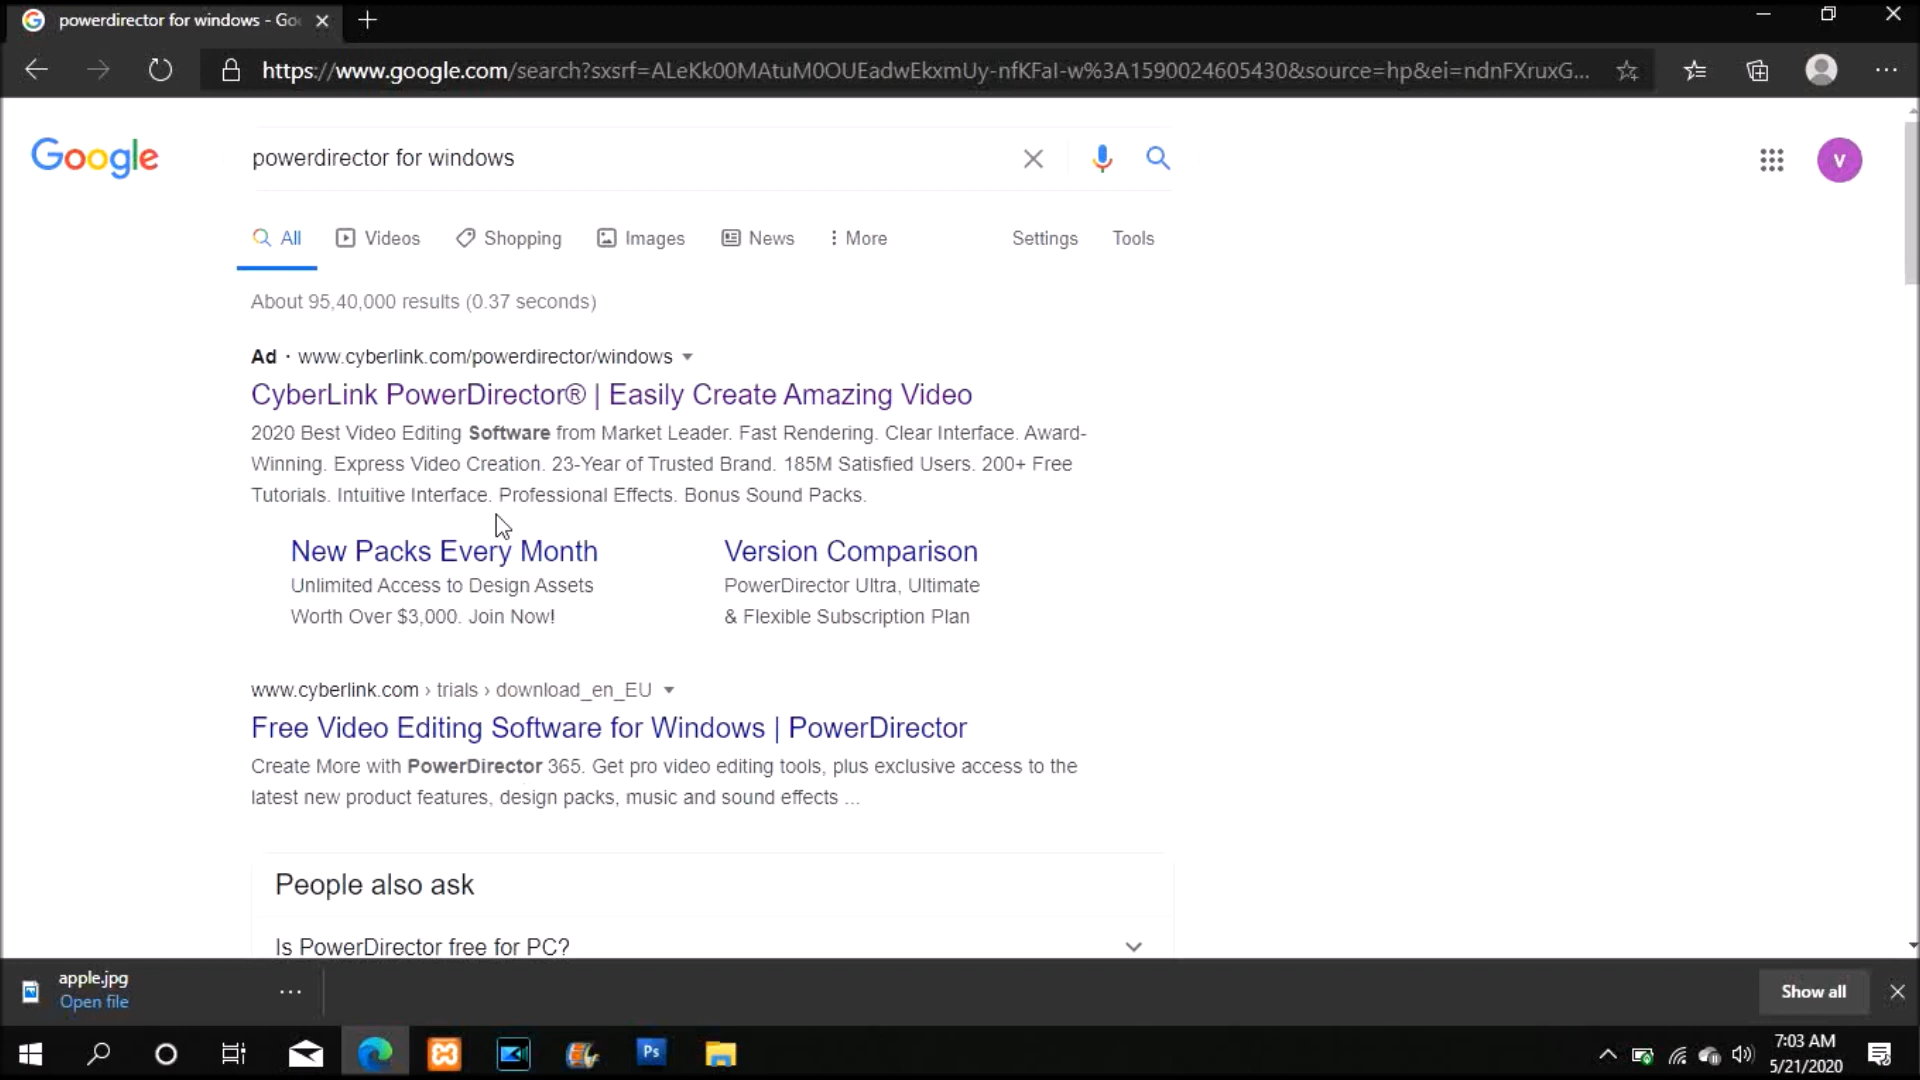 powerdirector for windows - Goo
https://www.google.com/search?sxsrf=ALeKk00MAtuM0OUEadwEkxmUy-nfKFaI-w%3A1590024605430&source=hp&ei=ndnFXruxG...
Google
powerdirector for windows
V
All
Videos
Shopping
Images
News
More
Settings
Tools
About 95,40,000 results (0.37 seconds)
Ad · www.cyberlink.com/powerdirector/windows
CyberLink PowerDirector® | Easily Create Amazing Video
2020 Best Video Editing Software from Market Leader. Fast Rendering. Clear Interface. Award-
Winning. Express Video Creation. 23-Year of Trusted Brand. 185M Satisfied Users. 200+ Free
Tutorials. Intuitive Interface. Professional Effects. Bonus Sound Packs.
New Packs Every Month
Unlimited Access to Design Assets
Worth Over $3,000. Join Now!
Version Comparison
PowerDirector Ultra, Ultimate
& Flexible Subscription Plan
www.cyberlink.com › trials › download_en_EU
Free Video Editing Software for Windows | PowerDirector
Create More with PowerDirector 365. Get pro video editing tools, plus exclusive access to the
latest new product features, design packs, music and sound effects ...
People also ask
Is PowerDirector free for PC?
apple.jpg
Open file
Show all
Ps
7:03 AM
5/21/2020